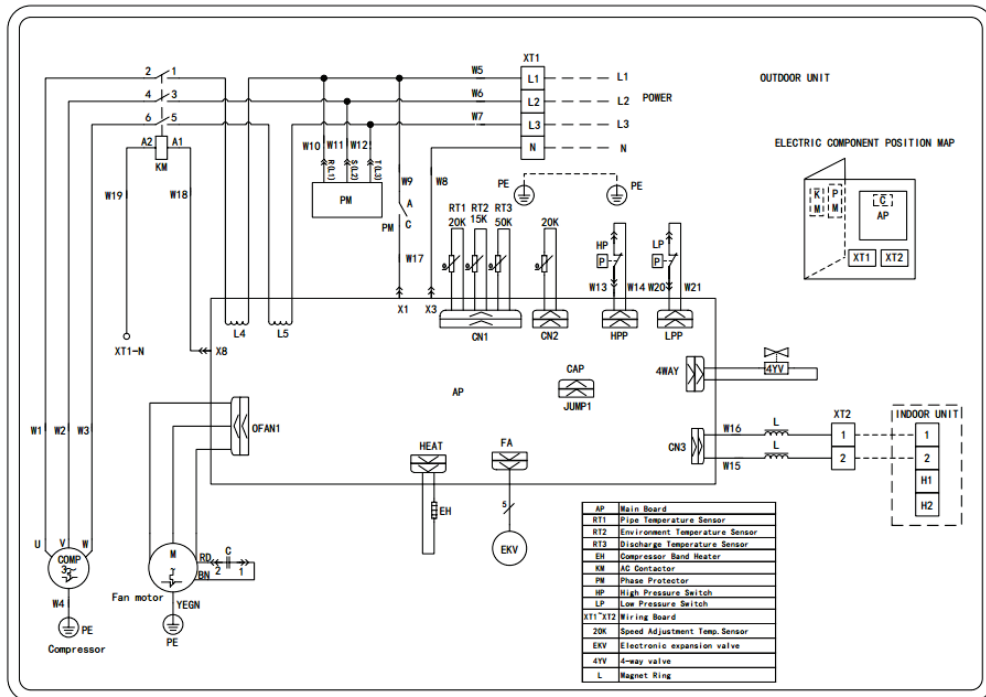 XT1
2 1 W5 L1 L1
OUTDOOR UNIT
4 3 W6 L2 L2
POWER
6 5 W7 L3 L3
A2 A1 W10 W11 W12 N N
KM
ELECTRIC COMPONENT POSITION MAP
R(L1) S(L2) T(L3)
W19 W18 PM W9 W8 PE PE
A
PM C
RT1 RT2 RT3
20K 15K 50K 20K
HP LP
P P
W17 W13 W14 W20 W21
K M P M C AP
XT1 XT2
X1 X3
L4 L5 CN1 CN2 HPP LPP
XT1-N X8
4WAY 4YV
CAP
AP
JUMP1
W1 W2 W3
OFAN1
HEAT FA
W16 L XT2 INDOOR UNIT
CN3 1 1
L
W15 2 2
H1
H2
EH
5
EKV
U V W
COMP
3
M
RD C
2 1
BN
Fan motor
YEGN
W4
PE
PE
Compressor
AP Main Board
RT1 Pipe Temperature Sensor
RT2 Environment Temperature Sensor
RT3 Discharge Temperature Sensor
EH Compressor Band Heater
KM AC Contactor
PM Phase Protector
HP High Pressure Switch
LP Low Pressure Switch
XT1~XT2 Wiring Board
20K Speed Adjustment Temp.Sensor
EKV Electronic expansion valve
4YV 4-way valve
L Magnet Ring